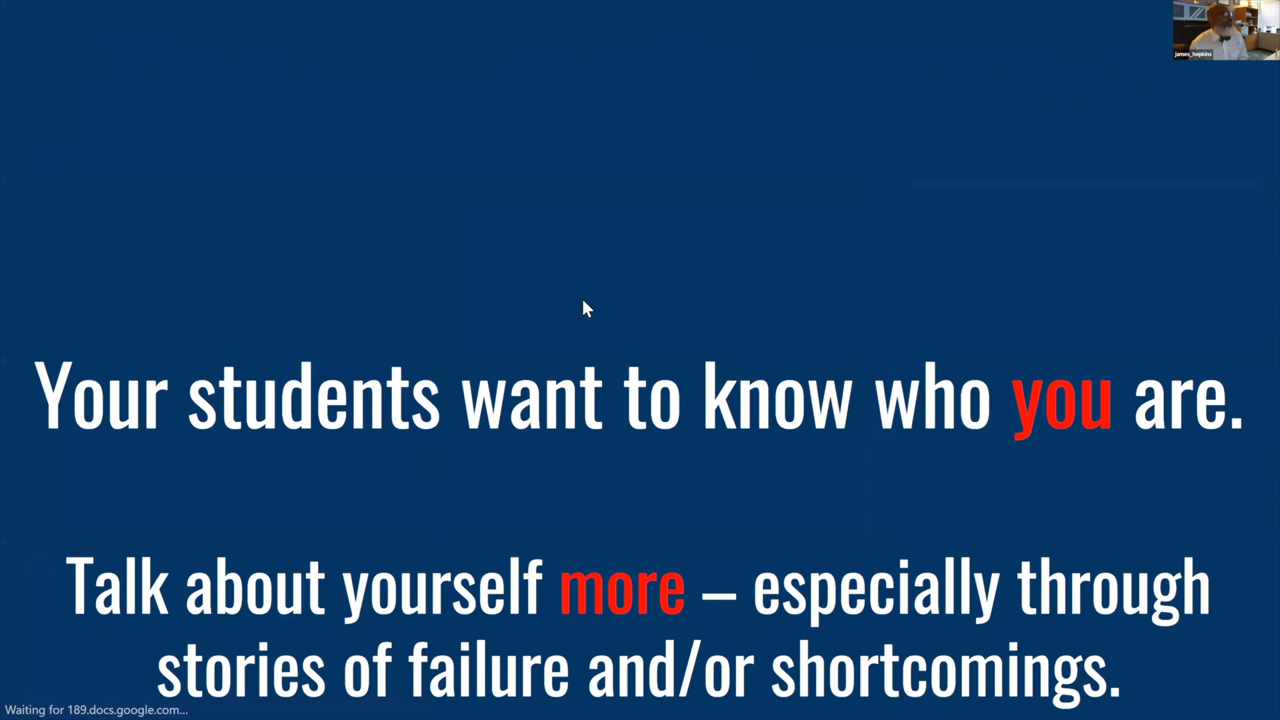 james_hopkins
Your students want to know who you are.
Talk about yourself more – especially through
stories of failure and/or shortcomings.
Waiting for 189.docs.google.com...